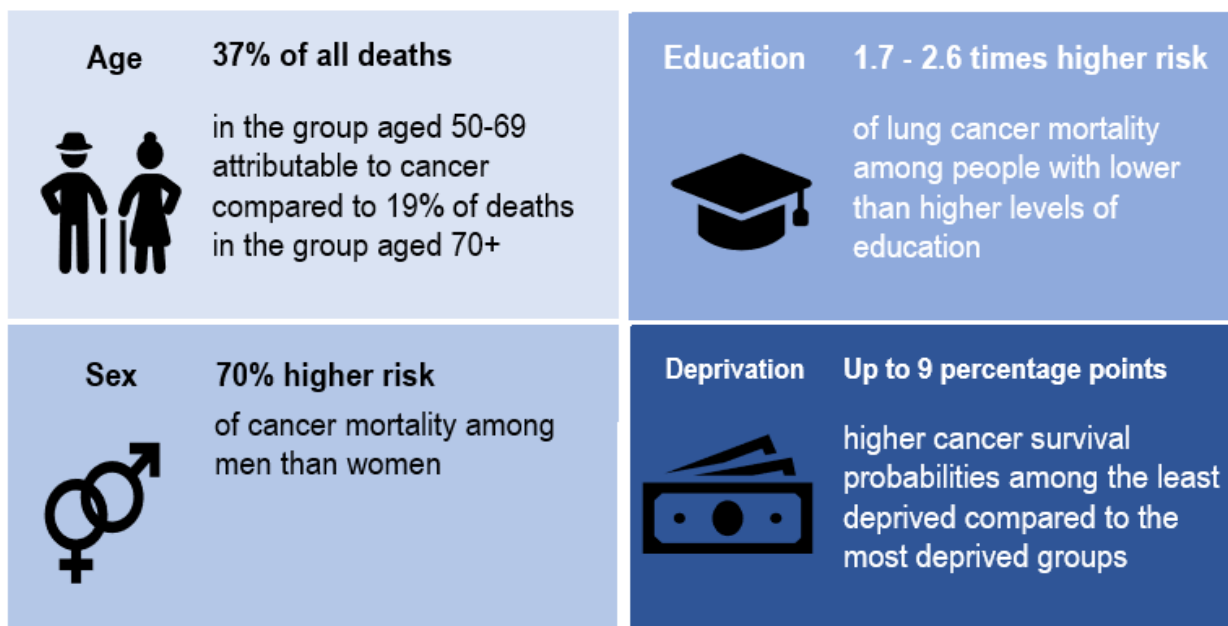 Age
37% of all deaths
in the group aged 50-69
attributable to cancer
compared to 19% of deaths
in the group aged 70+
Education
1.7 - 2.6 times higher risk
of lung cancer mortality
among people with lower
than higher levels of
education
Sex
70% higher risk
of cancer mortality among
men than women
Deprivation
Up to 9 percentage points
higher cancer survival
probabilities among the least
deprived compared to the
most deprived groups